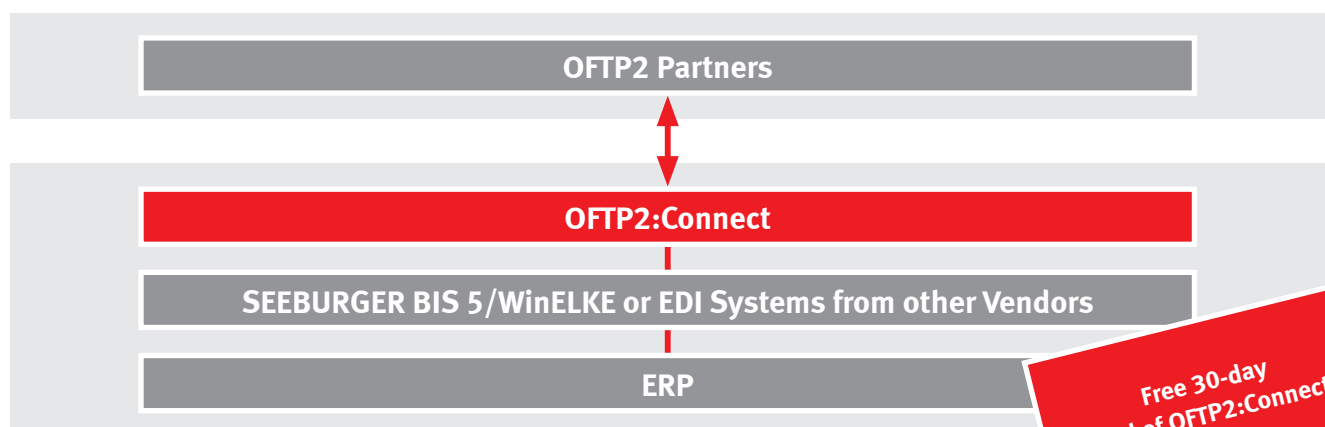 OFTP2 Partners
OFTP2:Connect
SEEBURGER BIS 5/WinELKE or EDI Systems from other Vendors
ERP
Free 30-day
of OFTP2:Connect